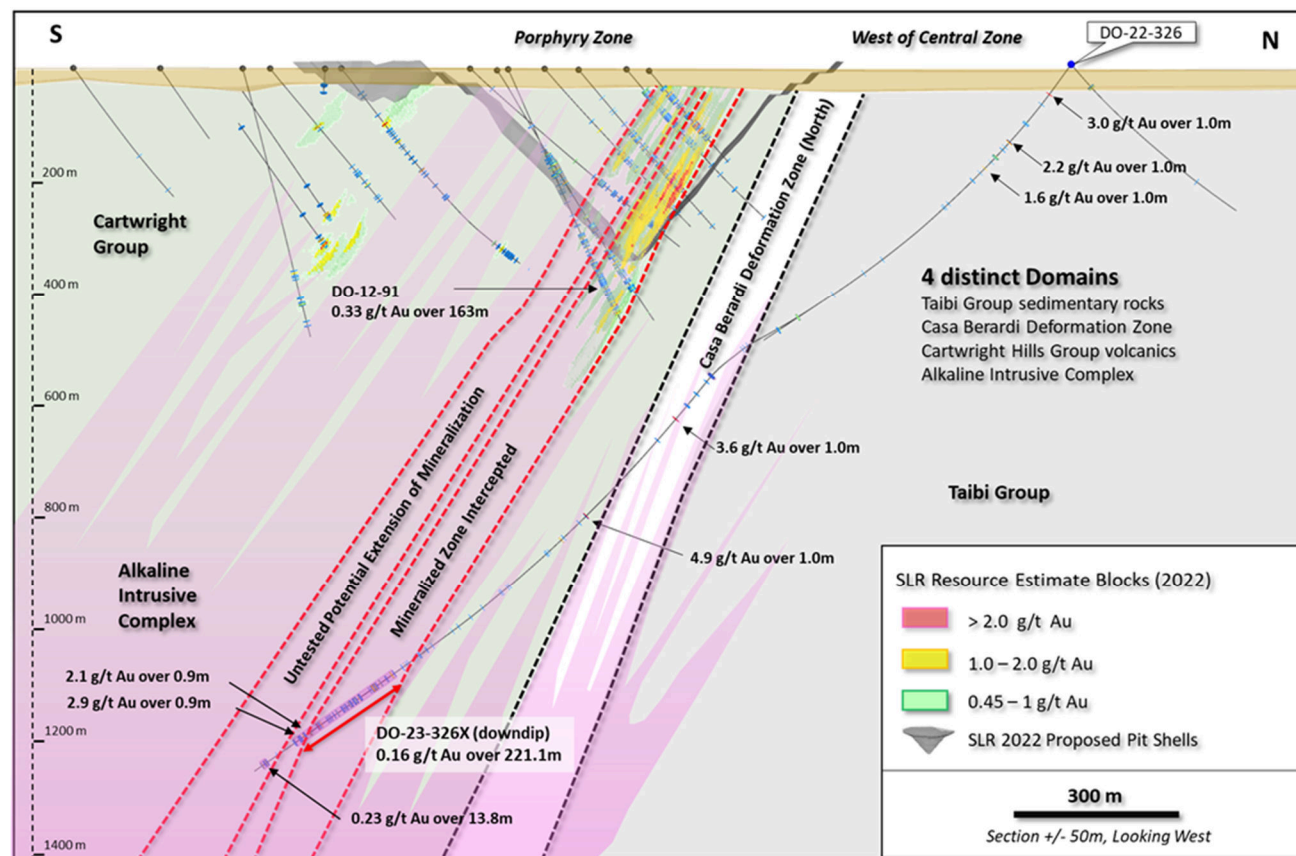 S
Porphyry Zone
West of Central Zone
DO-22-326
N
3.0 g/t Au over 1.0m
2.2 g/t Au over 1.0m
1.6 g/t Au over 1.0m
200 m
Cartwright
Group
Casa Berardi Deformation Zone (North)
4 distinct Domains
Taibi Group sedimentary rocks
Casa Berardi Deformation Zone
Cartwright Hills Group volcanics
Alkaline Intrusive Complex
400 m
DO-12-91
0.33 g/t Au over 163m
600 m
3.6 g/t Au over 1.0m
Untested Potential Extension of Mineralization
Mineralized Zone Intercepted
Taibi Group
800 m
4.9 g/t Au over 1.0m
Alkaline
Intrusive
Complex
1000 m
2.1 g/t Au over 0.9m
2.9 g/t Au over 0.9m
1200 m
DO-23-326X (downdip)
0.16 g/t Au over 221.1m
0.23 g/t Au over 13.8m
1400 m
SLR Resource Estimate Blocks (2022)
> 2.0 g/t Au
1.0 – 2.0 g/t Au
0.45 – 1 g/t Au
SLR 2022 Proposed Pit Shells
300 m
Section +/- 50m, Looking West